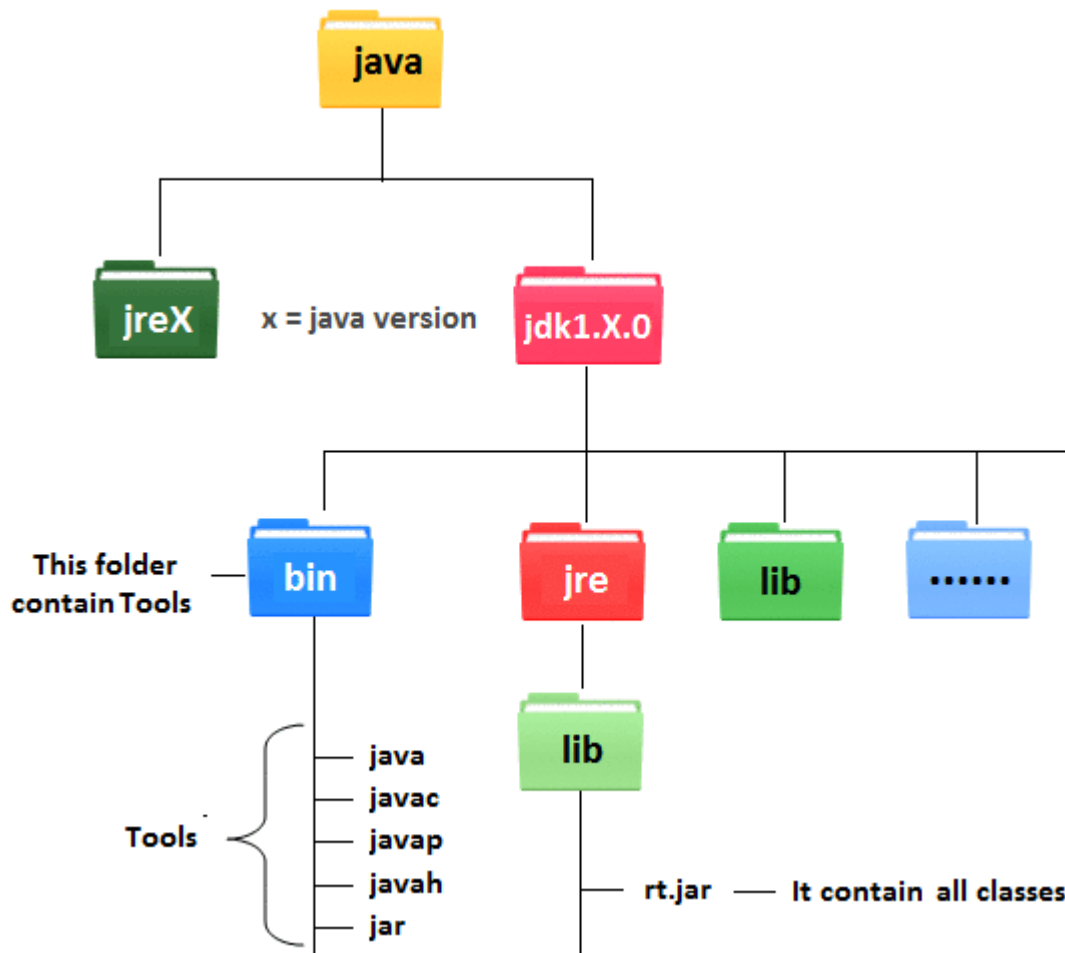 java
jreX
x = java version
jdk1.X.0
This folder
contain Tools
bin
jre
lib
......
lib
Tools
java
javac
javap
javah
jar
rt.jar
It contain all classes